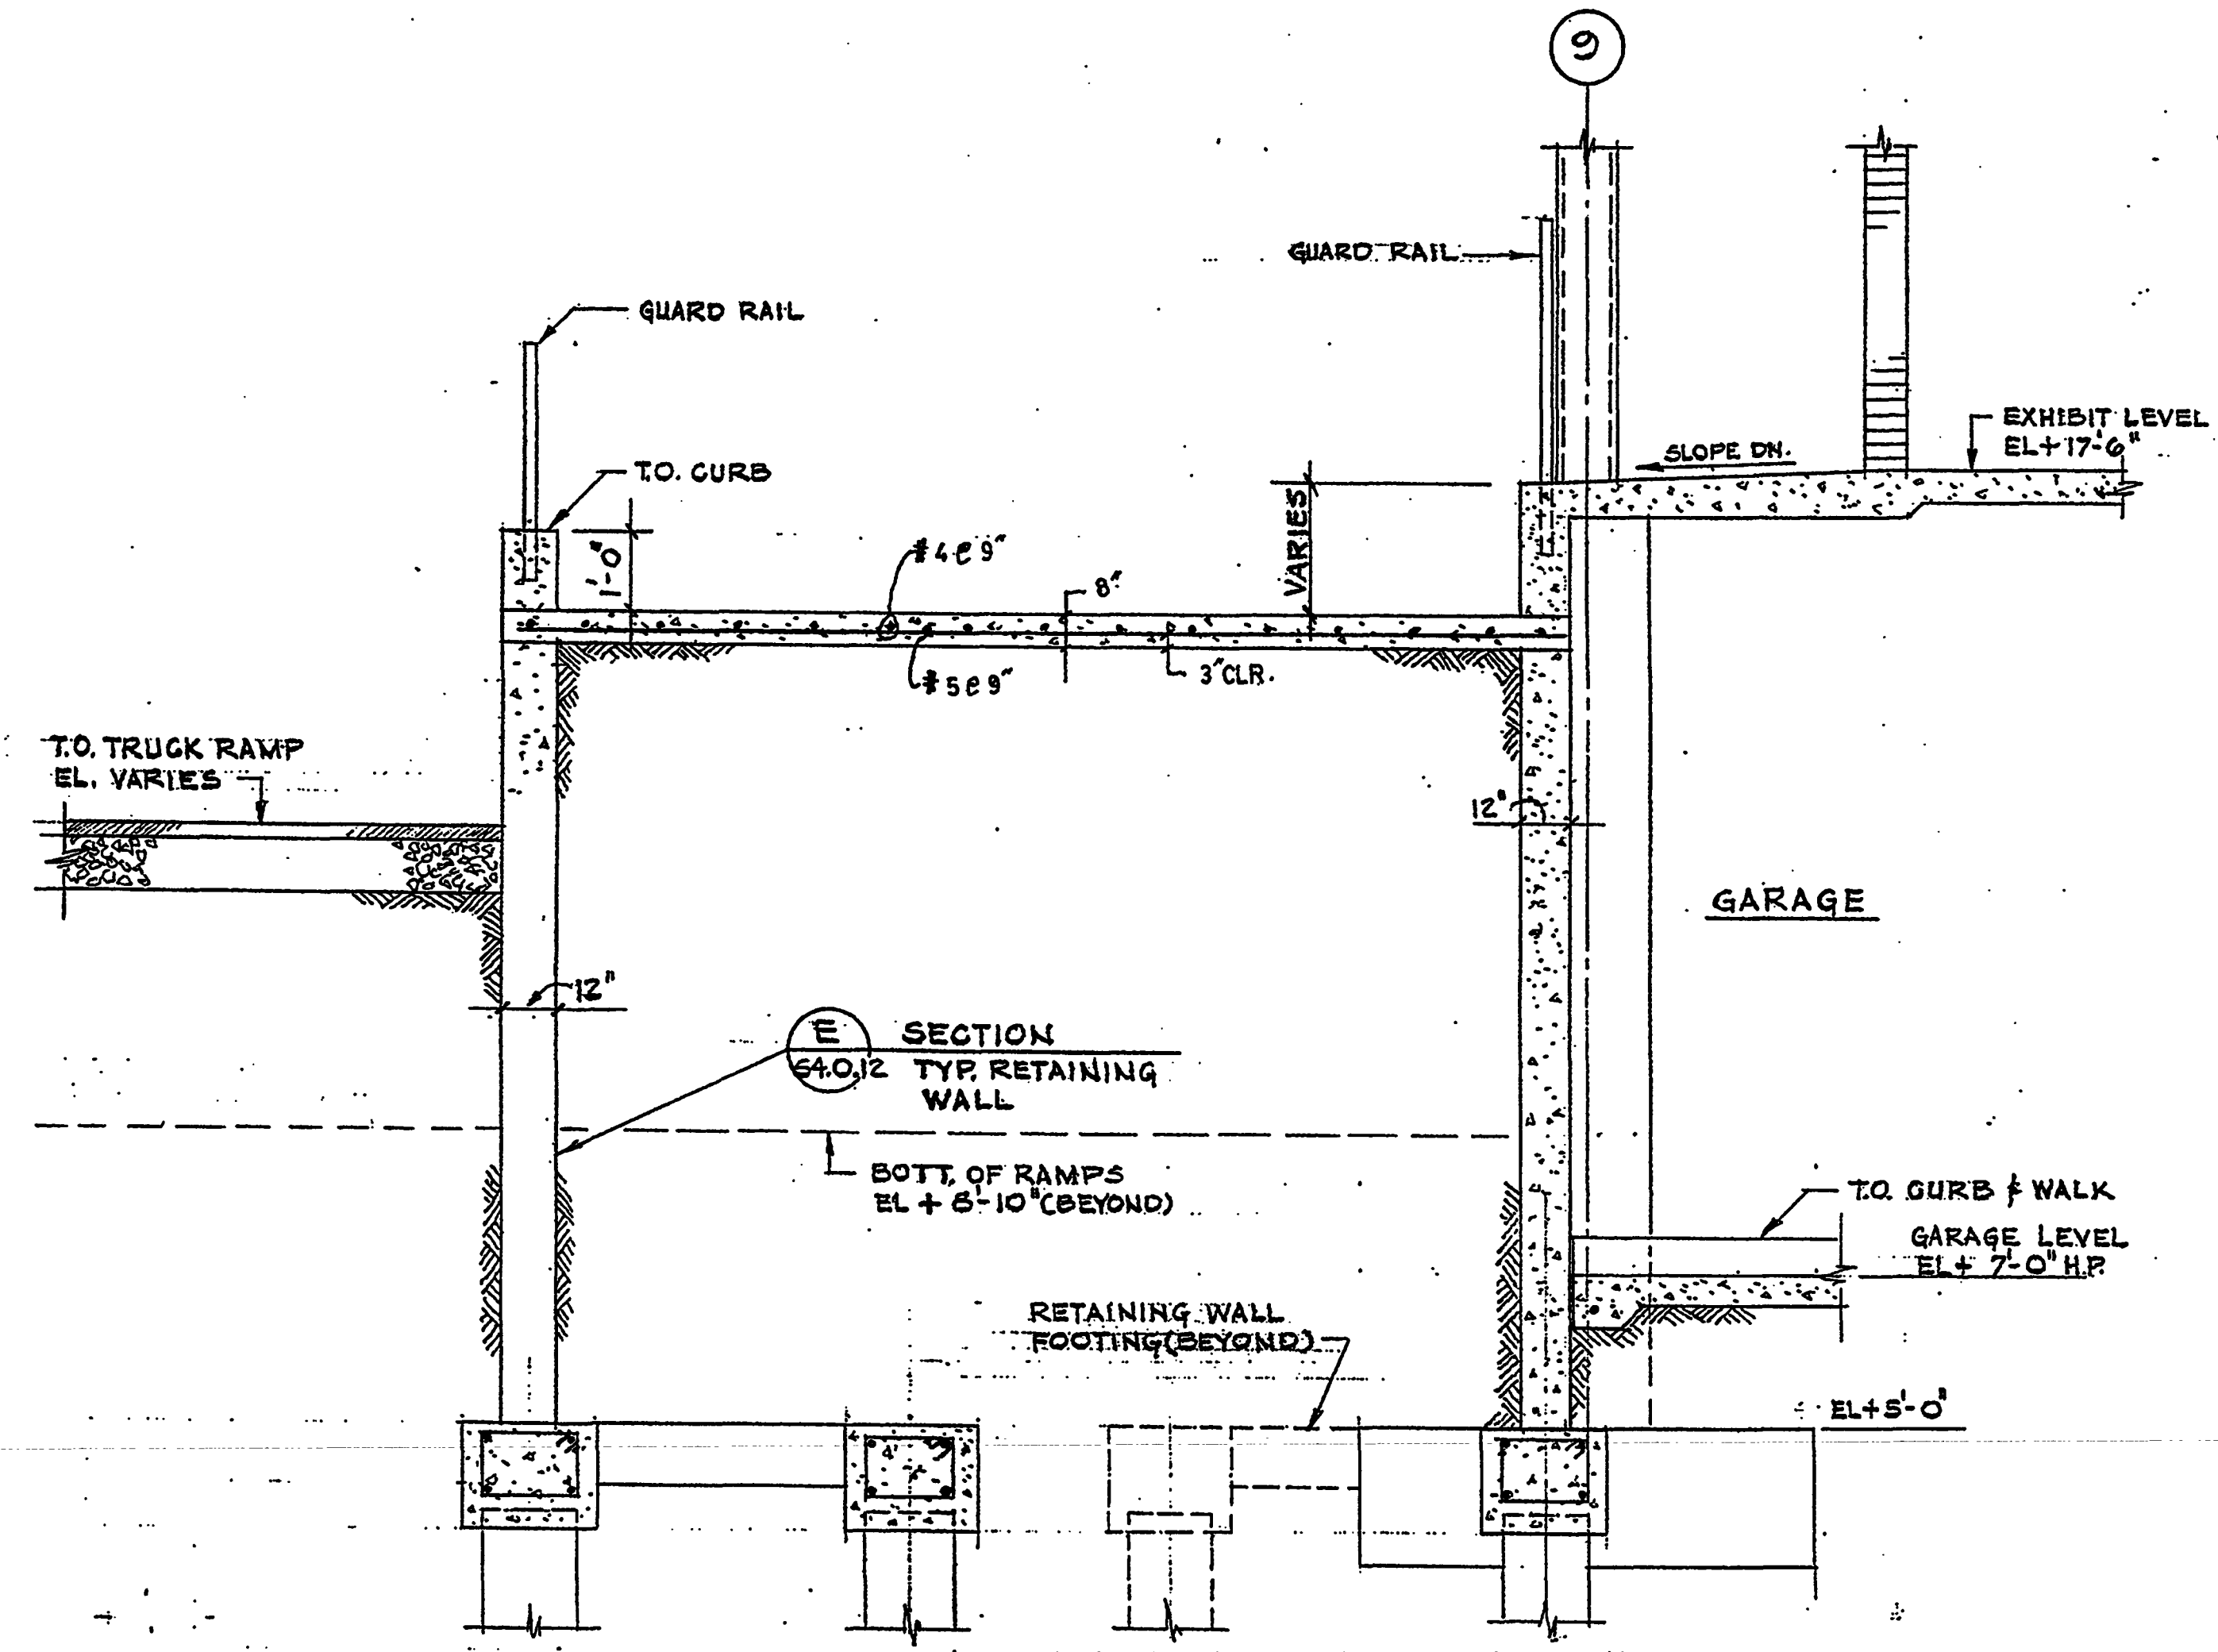 9
GUARD RAIL
GUARD RAIL
EXHIBIT LEVEL
EL+17'-6"
SLOPE DN.
T.O. CURB
VARIES
1'-0"
#4@9"
8"
#5@9"
3"CLR.
T.O. TRUCK RAMP
EL. VARIES
12"
GARAGE
12"
E SECTION
S4.0.12 TYP. RETAINING
WALL
BOTT. OF RAMPS
EL + 8'-10"(BEYOND)
T.O. CURB & WALK
GARAGE LEVEL
EL+ 7'-0" H.P.
RETAINING WALL
FOOTING(BEYOND)
EL+5'-0"